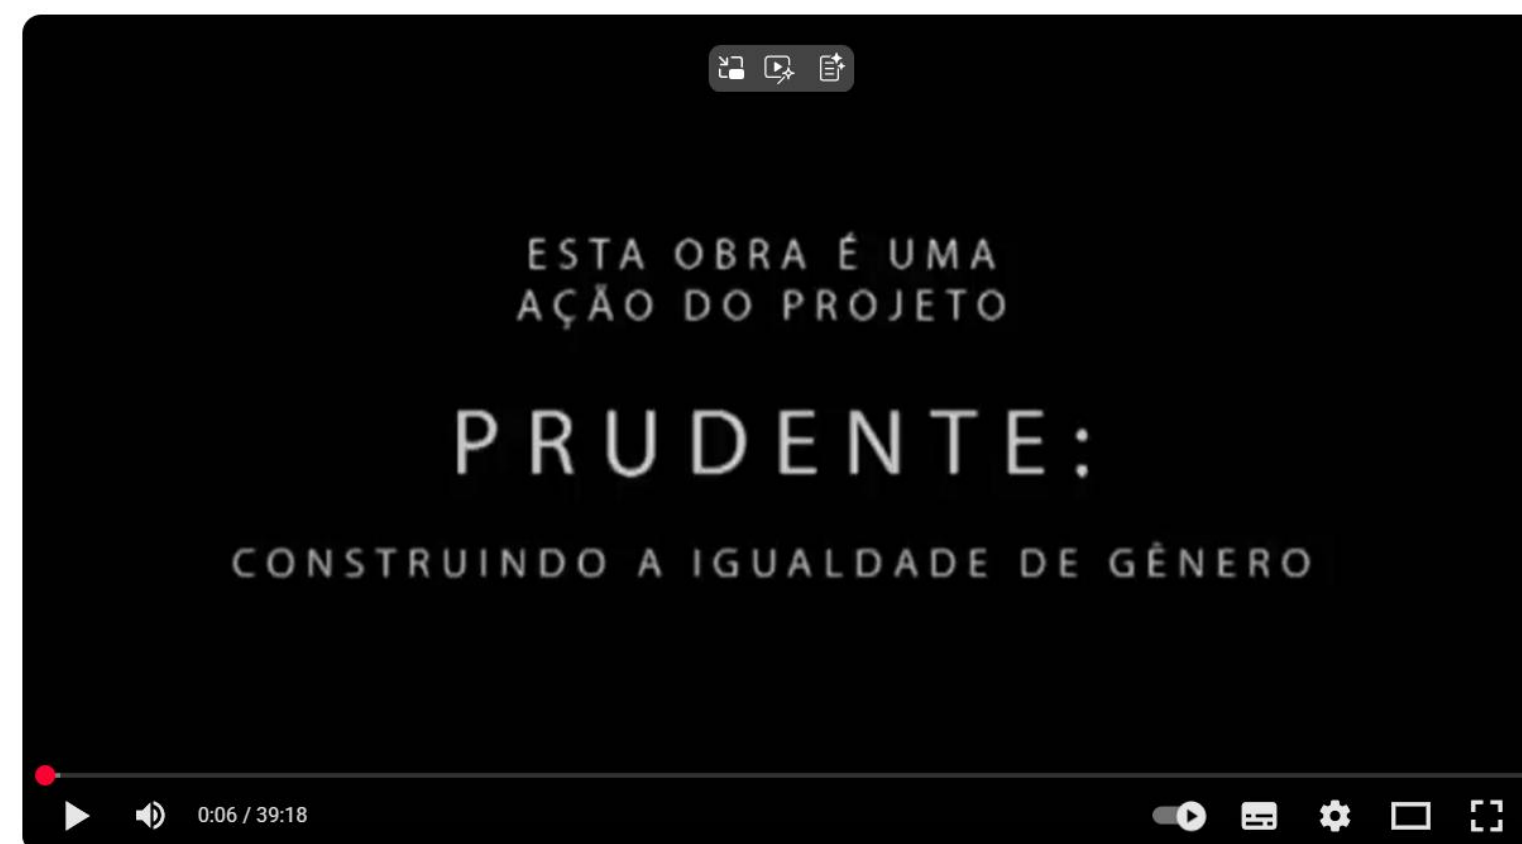 ESTA OBRA É UMA
AÇÃO DO PROJETO
PRUDENTE:
CONSTRUINDO A IGUALDADE DE GÊNERO
0:06 / 39:18